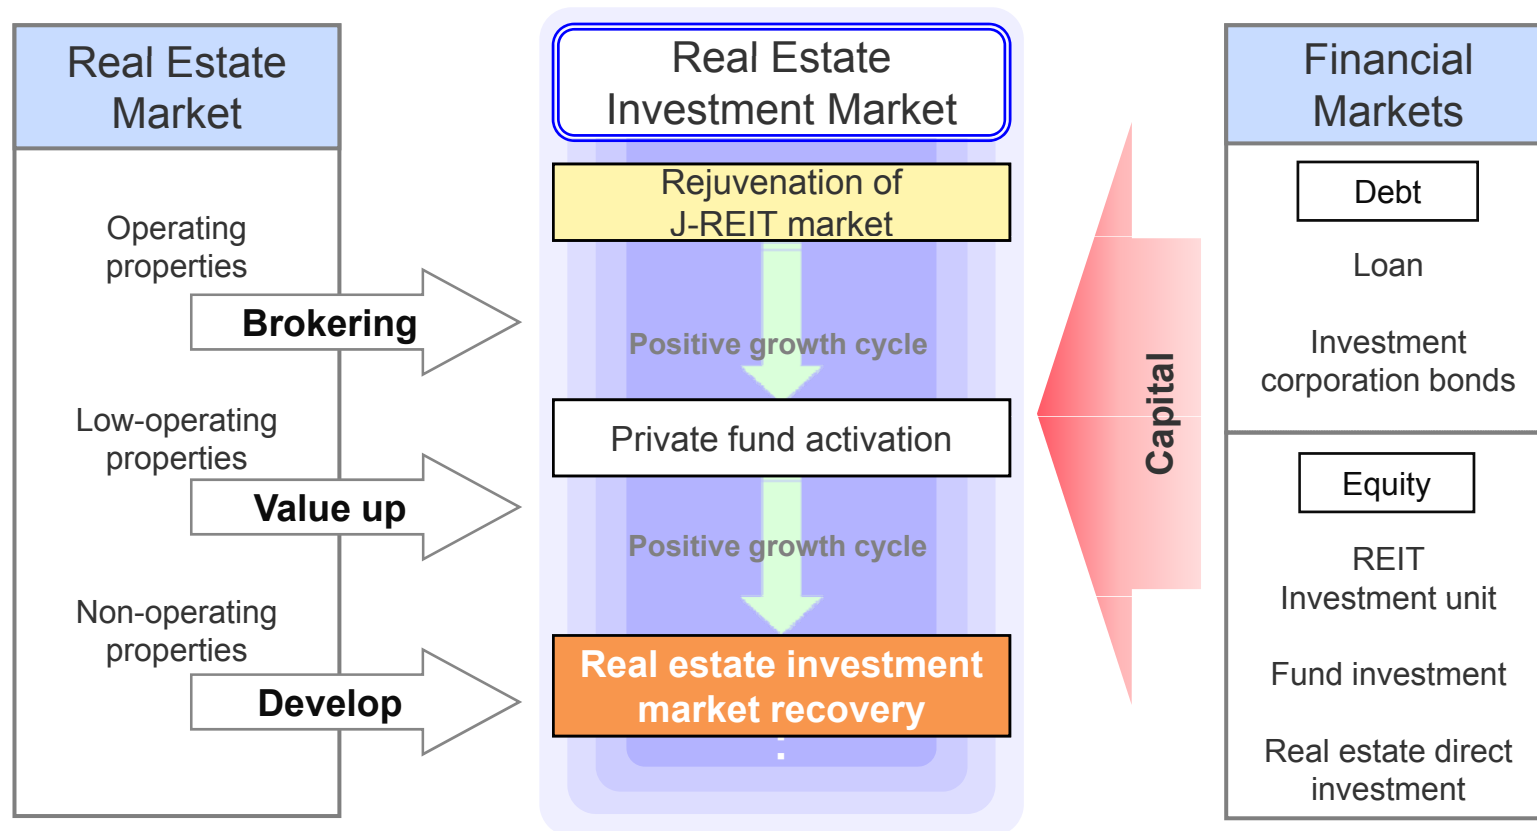 Real Estate
Market
Operating
properties
Brokering
Low-operating
properties
Value up
Non-operating
properties
Develop
Real Estate
Investment Market
Rejuvenation of
J-REIT market
Positive growth cycle
Private fund activation
Positive growth cycle
Real estate investment
market recovery
Capital
Financial
Markets
Debt
Loan
Investment
corporation bonds
Equity
REIT
Investment unit
Fund investment
Real estate direct
investment